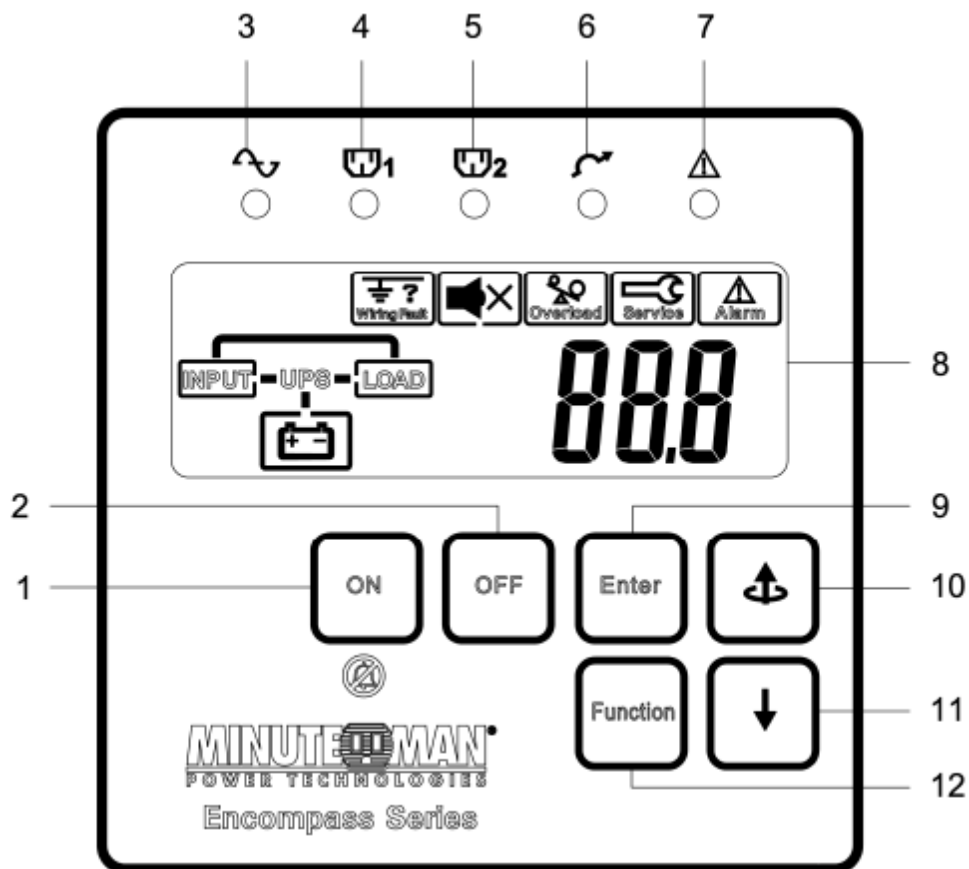 3 4 5 6 7
1 2
Wiring Fault Overload Service Alarm
? 
INPUT UPS LOAD 88.8 8
+ -
2 9
ON OFF Enter
1 10
Function 11
MINUTEMAN
POWER TECHNOLOGIES 12
Encompass Series